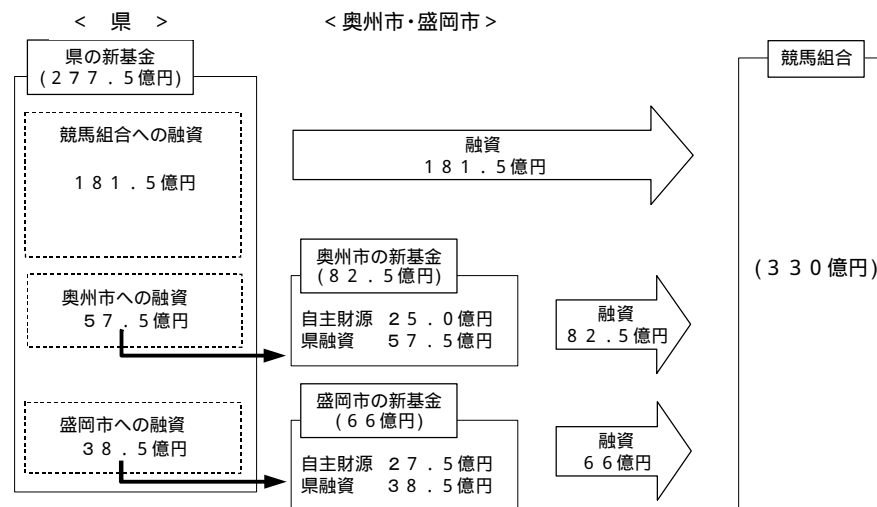 < 県 >
<奥州市・盛岡市>
県の新基金
(277.5億円)
競馬組合への融資
181.5億円
奥州市への融資
57.5億円
盛岡市への融資
38.5億円
融資
181.5億円
奥州市の新基金
(82.5億円)
自主財源 25.0億円
県融資 57.5億円
融資
82.5億円
盛岡市の新基金
(66億円)
自主財源 27.5億円
県融資 38.5億円
融資
66億円
競馬組合
(330億円)